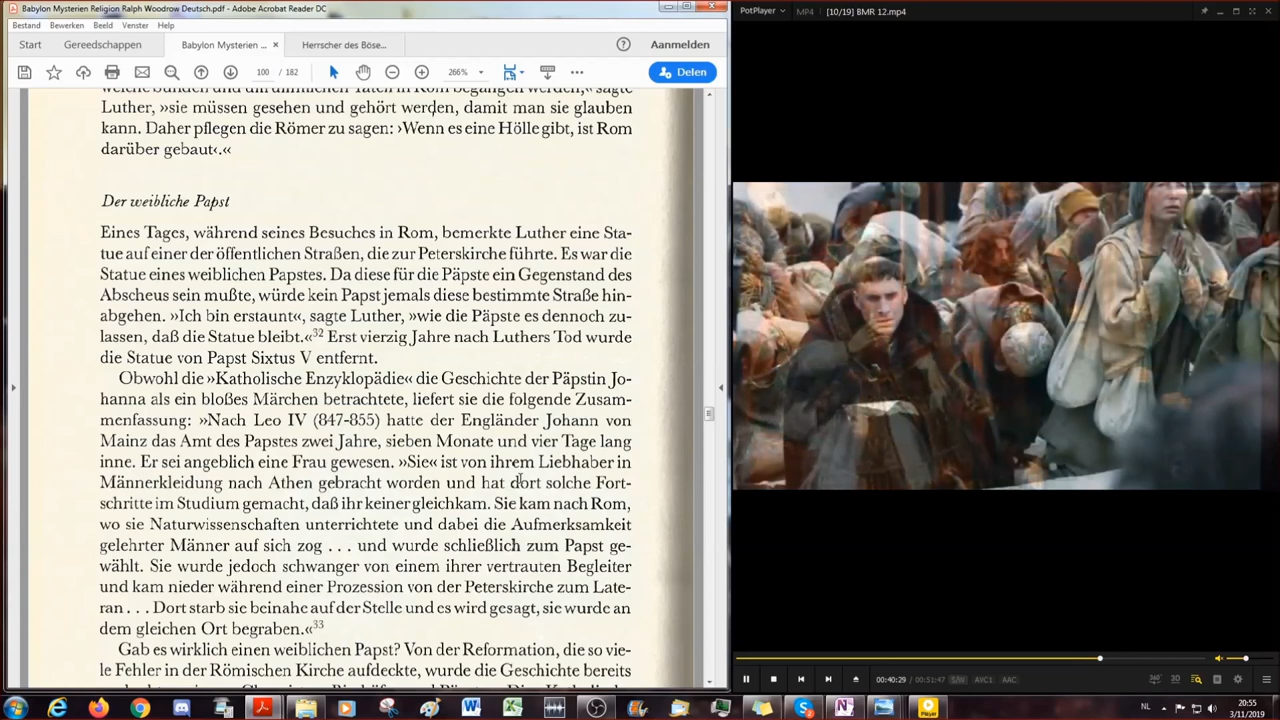 Babylon Mysterien Religion Ralph Woodrow Deutsch.pdf - Adobe Acrobat Reader DC
Bestand Bewerken Beeld Venster Help
Start Gereedschappen Babylon Mysterien ... × Herrscher des Böse... Aanmelden
100 / 182 266% Delen
Luther, »sie müssen gesehen und gehört werden, damit man sie glauben
kann. Daher pflegen die Römer zu sagen: ›Wenn es eine Hölle gibt, ist Rom
darüber gebaut‹.«
Der weibliche Papst
Eines Tages, während seines Besuches in Rom, bemerkte Luther eine Sta-
tue auf einer der öffentlichen Straßen, die zur Peterskirche führte. Es war die
Statue eines weiblichen Papstes. Da diese für die Päpste ein Gegenstand des
Abscheus sein mußte, würde kein Papst jemals diese bestimmte Straße hin-
abgehen. »Ich bin erstaunt«, sagte Luther, »wie die Päpste es dennoch zu-
lassen, daß die Statue bleibt.«32 Erst vierzig Jahre nach Luthers Tod wurde
die Statue von Papst Sixtus V entfernt.
Obwohl die »Katholische Enzyklopädie« die Geschichte der Päpstin Jo-
hanna als ein bloßes Märchen betrachtete, liefert sie die folgende Zusam-
menfassung: »Nach Leo IV (847-855) hatte der Engländer Johann von
Mainz das Amt des Papstes zwei Jahre, sieben Monate und vier Tage lang
inne. Er sei angeblich eine Frau gewesen. »Sie« ist von ihrem Liebhaber in
Männerkleidung nach Athen gebracht worden und hat dort solche Fort-
schritte im Studium gemacht, daß ihr keiner gleichkam. Sie kam nach Rom,
wo sie Naturwissenschaften unterrichtete und dabei die Aufmerksamkeit
gelehrter Männer auf sich zog . . . und wurde schließlich zum Papst ge-
wählt. Sie wurde jedoch schwanger von einem ihrer vertrauten Begleiter
und kam nieder während einer Prozession von der Peterskirche zum Late-
ran . . . Dort starb sie beinahe auf der Stelle und es wird gesagt, sie wurde an
dem gleichen Ort begraben.«33
Gab es wirklich einen weiblichen Papst? Von der Reformation, die so vie-
le Fehler in der Römischen Kirche aufdeckte, wurde die Geschichte bereits
PotPlayer MP4 [10/19] BMR 12.mp4
00:40:29 / 00:51:47 S/W AVC1 AAC
NL 20:55
3/11/2019